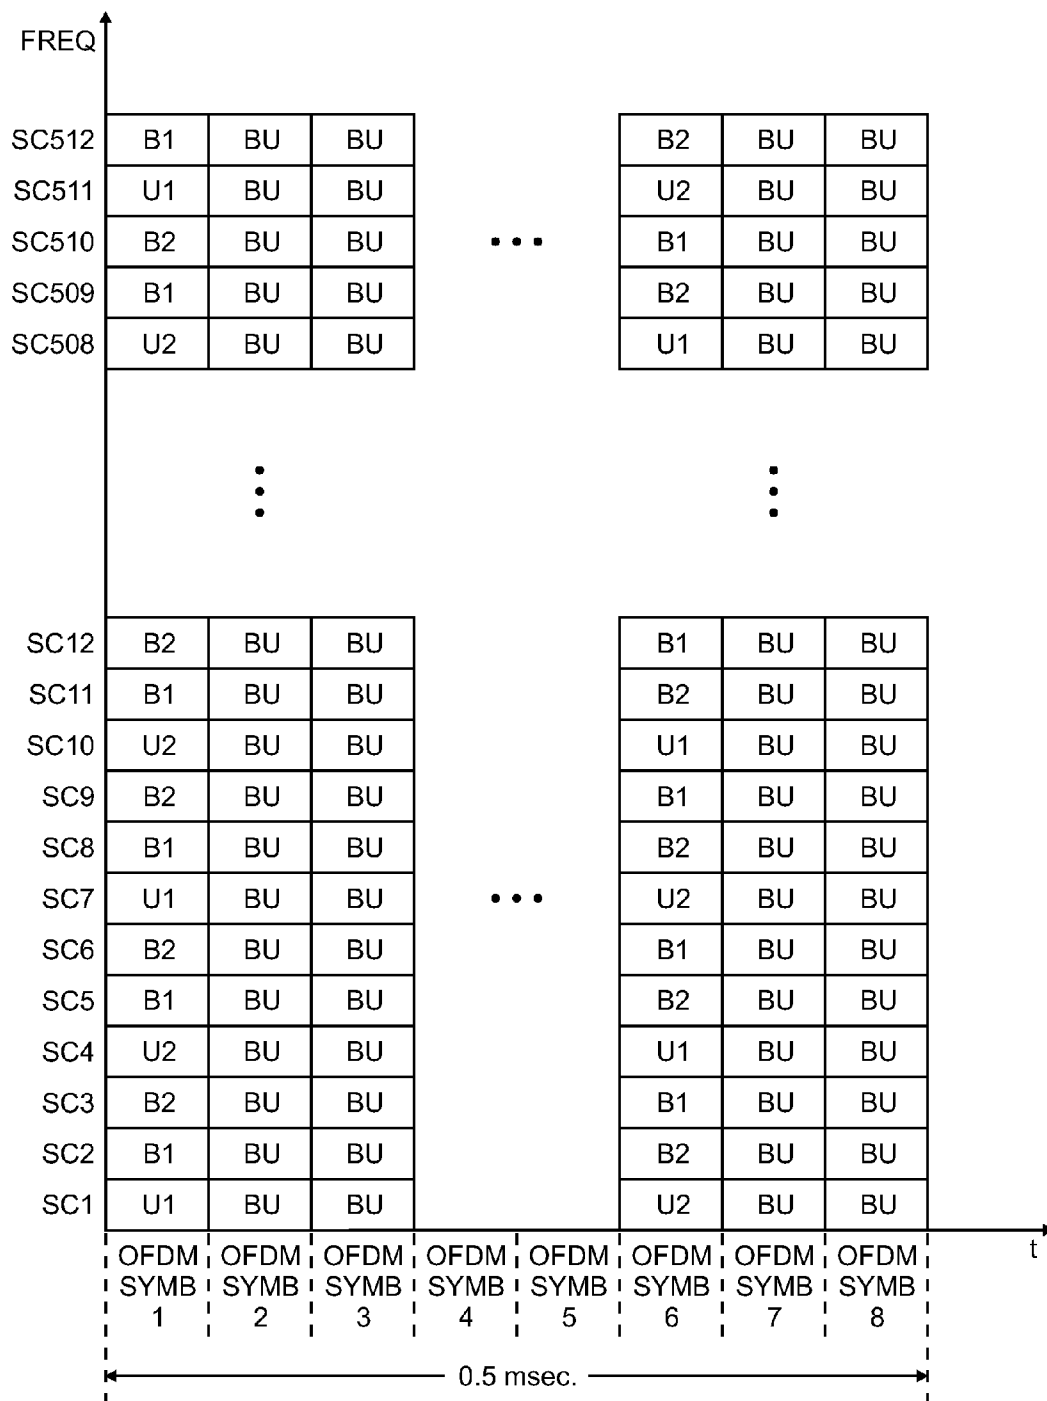 FREQ
SC512 B1 BU BU B2 BU BU
SC511 U1 BU BU U2 BU BU
SC510 B2 BU BU ••• B1 BU BU
SC509 B1 BU BU B2 BU BU
SC508 U2 BU BU U1 BU BU
SC12 B2 BU BU B1 BU BU
SC11 B1 BU BU B2 BU BU
SC10 U2 BU BU U1 BU BU
SC9 B2 BU BU B1 BU BU
SC8 B1 BU BU B2 BU BU
SC7 U1 BU BU ••• U2 BU BU
SC6 B2 BU BU B1 BU BU
SC5 B1 BU BU B2 BU BU
SC4 U2 BU BU U1 BU BU
SC3 B2 BU BU B1 BU BU
SC2 B1 BU BU B2 BU BU
SC1 U1 BU BU U2 BU BU
t
OFDM OFDM OFDM OFDM OFDM OFDM OFDM OFDM
SYMB SYMB SYMB SYMB SYMB SYMB SYMB SYMB
1 2 3 4 5 6 7 8
0.5 msec.